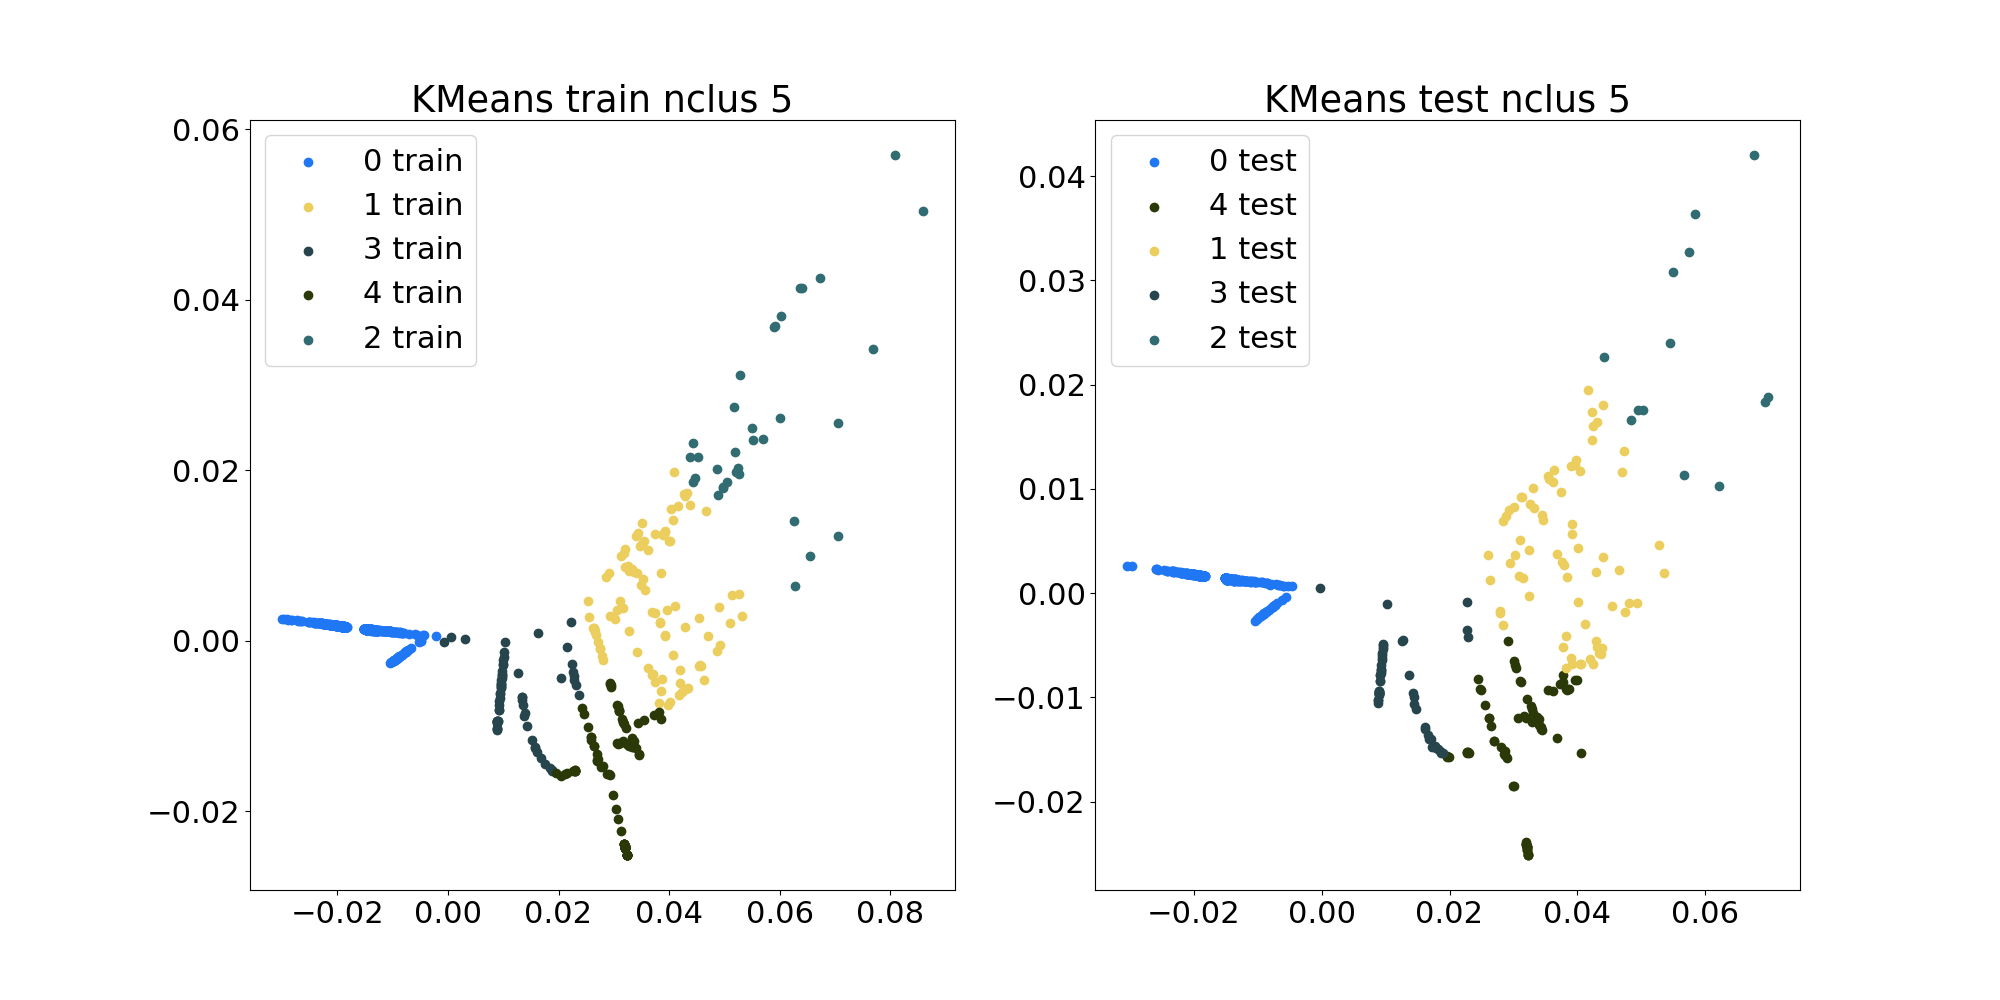 KMeans train nclus 5
0.06
0.04
0.02
0.00
−0.02
0 train
1 train
3 train
4 train
2 train
−0.02 0.00 0.02 0.04 0.06 0.08
KMeans test nclus 5
0.04
0.03
0.02
0.01
0.00
−0.01
−0.02
0 test
4 test
1 test
3 test
2 test
−0.02 0.00 0.02 0.04 0.06